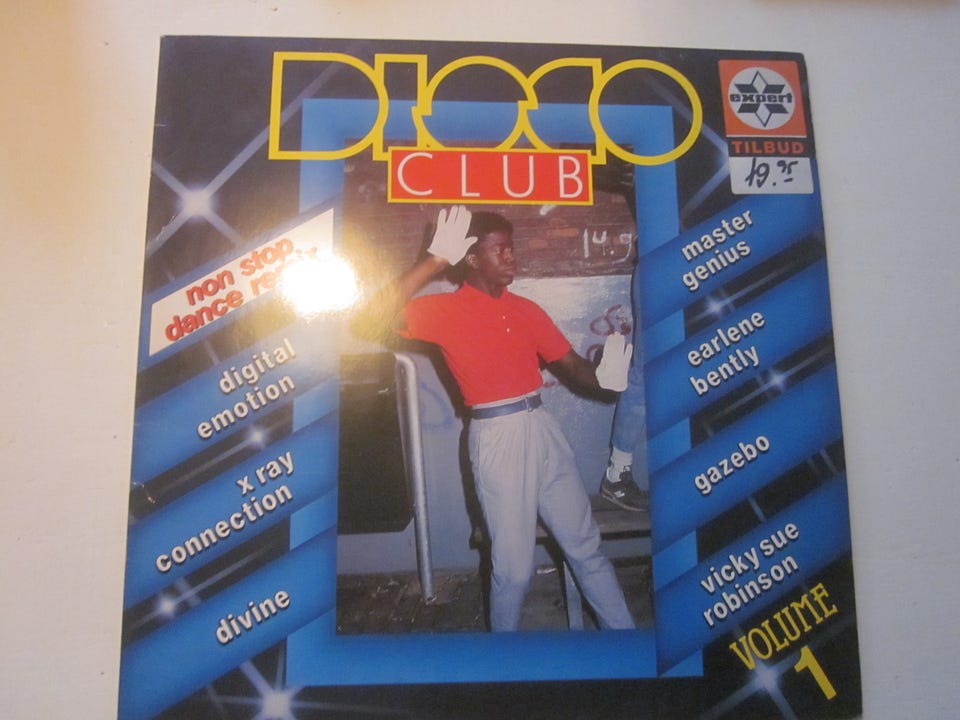 DISCO
CLUB
expert
TILBUD
19.95
non stop
dance
digital
emotion
x ray
connection
divine
master
genius
earlene
bently
gazebo
vicky sue
robinson
VOLUME
1